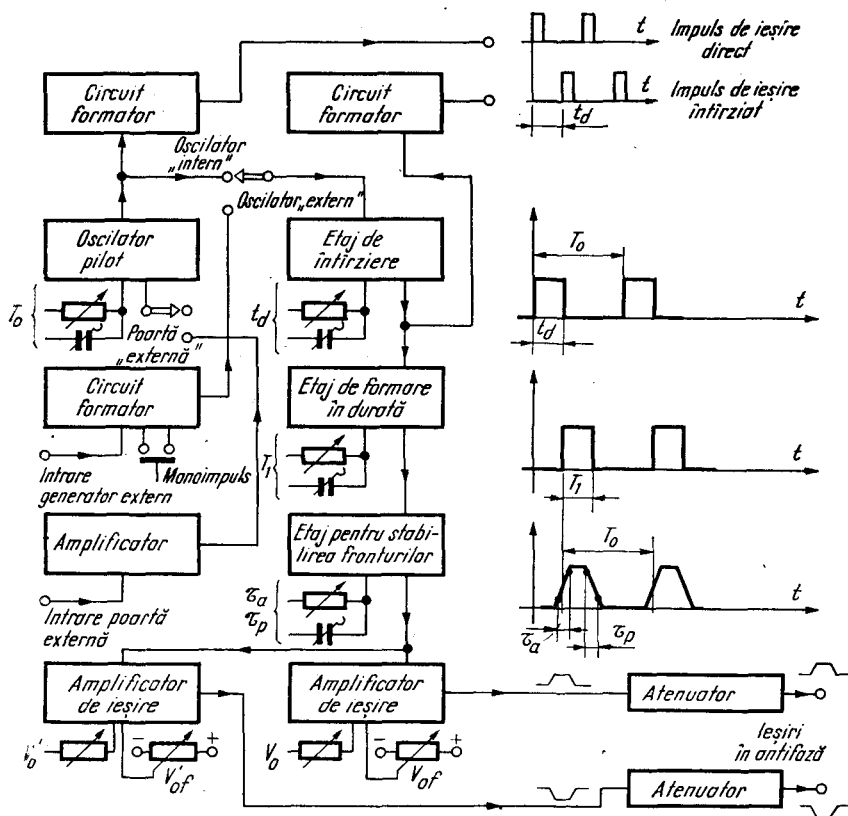 t
Impuls de ieșire
direct
t
Impuls de ieșire
întîrziat
t_d
Circuit
formator
Circuit
formator
Oscilator
„intern"
Oscilator „extern"
Oscilator
pilot
Etaj de
întîrziere
T_o
t_d
Poartă
„externă"
T_o
t
t_d
Circuit
formator
Etaj de formare
în durată
Intrare
generator extern
Monoimpuls
T_1
t
T_1
Amplificator
Etaj pentru stabi-
lirea fronturilor
Intrare poartă
externă
τ_a
τ_p
T_o
t
τ_a
τ_p
Amplificator
de ieșire
Amplificator
de ieșire
Atenuator
V_o'
−
+
V'_of
V_o
−
+
V_of
Ieșiri
în antifază
Atenuator